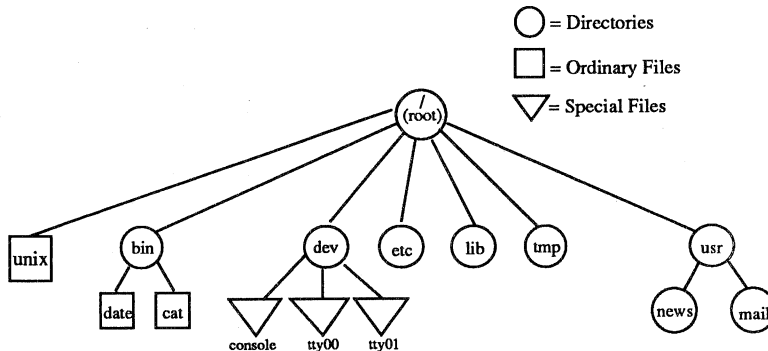 = Directories
= Ordinary Files
= Special Files
/
(root)
unix
bin
dev
etc
lib
tmp
usr
date
cat
console
tty00
tty01
news
mail